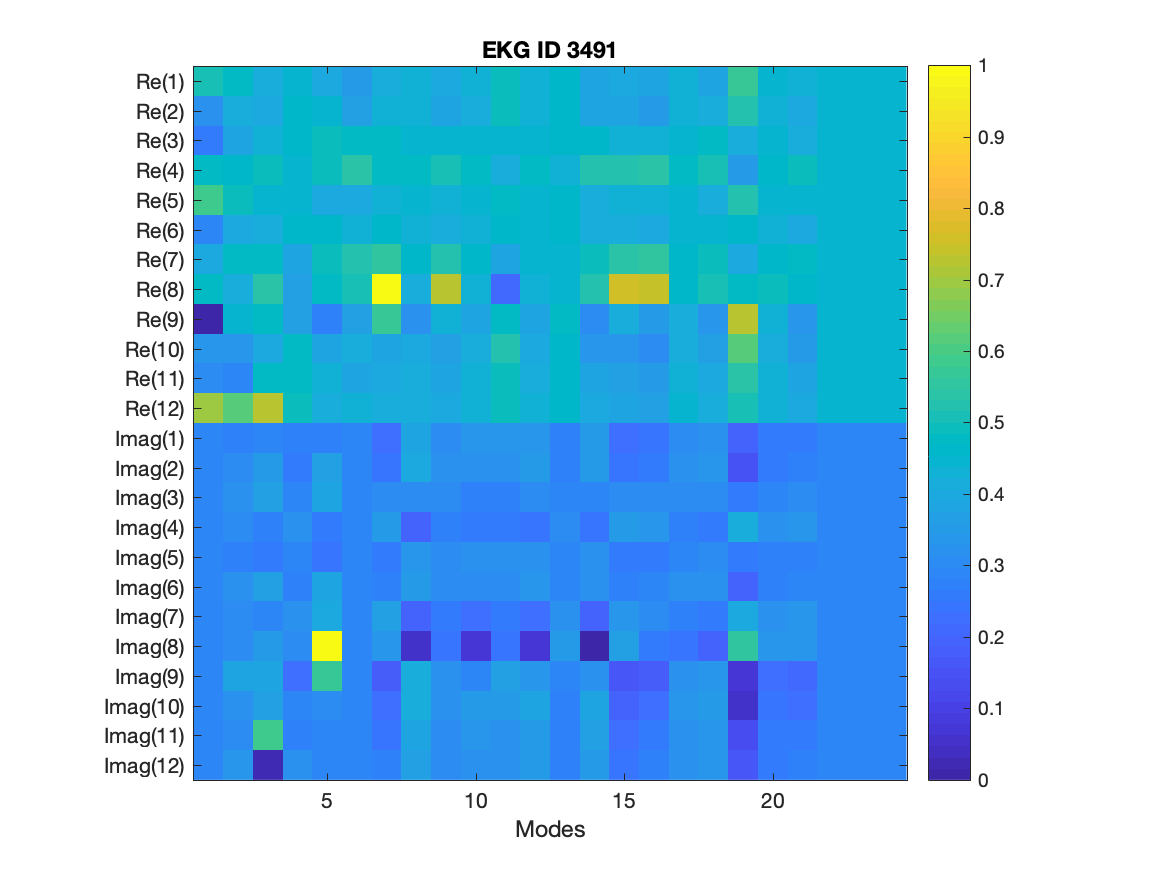 EKG ID 3491
Re(1)
Re(2)
Re(3)
Re(4)
Re(5)
Re(6)
Re(7)
Re(8)
Re(9)
Re(10)
Re(11)
Re(12)
Imag(1)
Imag(2)
Imag(3)
Imag(4)
Imag(5)
Imag(6)
Imag(7)
Imag(8)
Imag(9)
Imag(10)
Imag(11)
Imag(12)
5 10 15 20
Modes
1
0.9
0.8
0.7
0.6
0.5
0.4
0.3
0.2
0.1
0